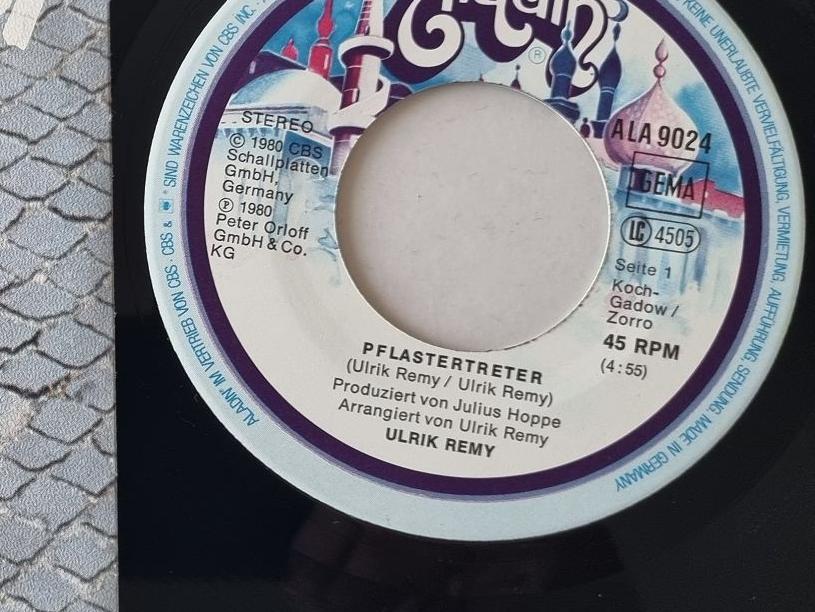 Aladin
®
STEREO
© 1980 CBS
Schallplatten
GmbH,
Germany
℗ 1980
Peter Orloff
GmbH & Co.
KG
ALA 9024
GEMA
LC 4505
Seite 1
Koch-
Gadow /
Zorro
45 RPM
(4:55)
PFLASTERTRETER
(Ulrik Remy / Ulrik Remy)
Produziert von Julius Hoppe
Arrangiert von Ulrik Remy
ULRIK REMY
ALADIN' IM VERTRIEB VON CBS · CBS & SIND WARENZEICHEN VON CBS INC.
KEINE UNERLAUBTE VERVIELFÄLTIGUNG, VERMIETUNG, AUFFÜHRUNG, SENDUNG. MADE IN GERMANY